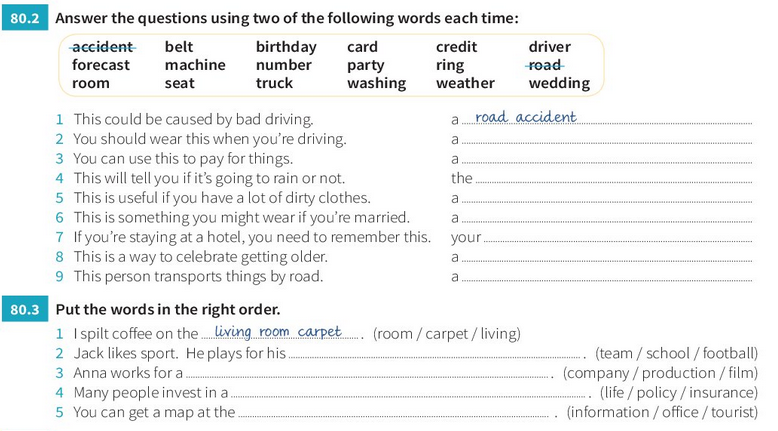 80.2 Answer the questions using two of the following words each time:
accident belt birthday card credit driver
forecast machine number party ring road
room seat truck washing weather wedding
1 This could be caused by bad driving. a road accident
2 You should wear this when you're driving. a
3 You can use this to pay for things. a
4 This will tell you if it's going to rain or not. the
5 This is useful if you have a lot of dirty clothes. a
6 This is something you might wear if you're married. a
7 If you're staying at a hotel, you need to remember this. your
8 This is a way to celebrate getting older. a
9 This person transports things by road. a
80.3 Put the words in the right order.
1 I spilt coffee on the living room carpet . (room / carpet / living)
2 Jack likes sport. He plays for his . (team / school / football)
3 Anna works for a . (company / production / film)
4 Many people invest in a . (life / policy / insurance)
5 You can get a map at the . (information / office / tourist)